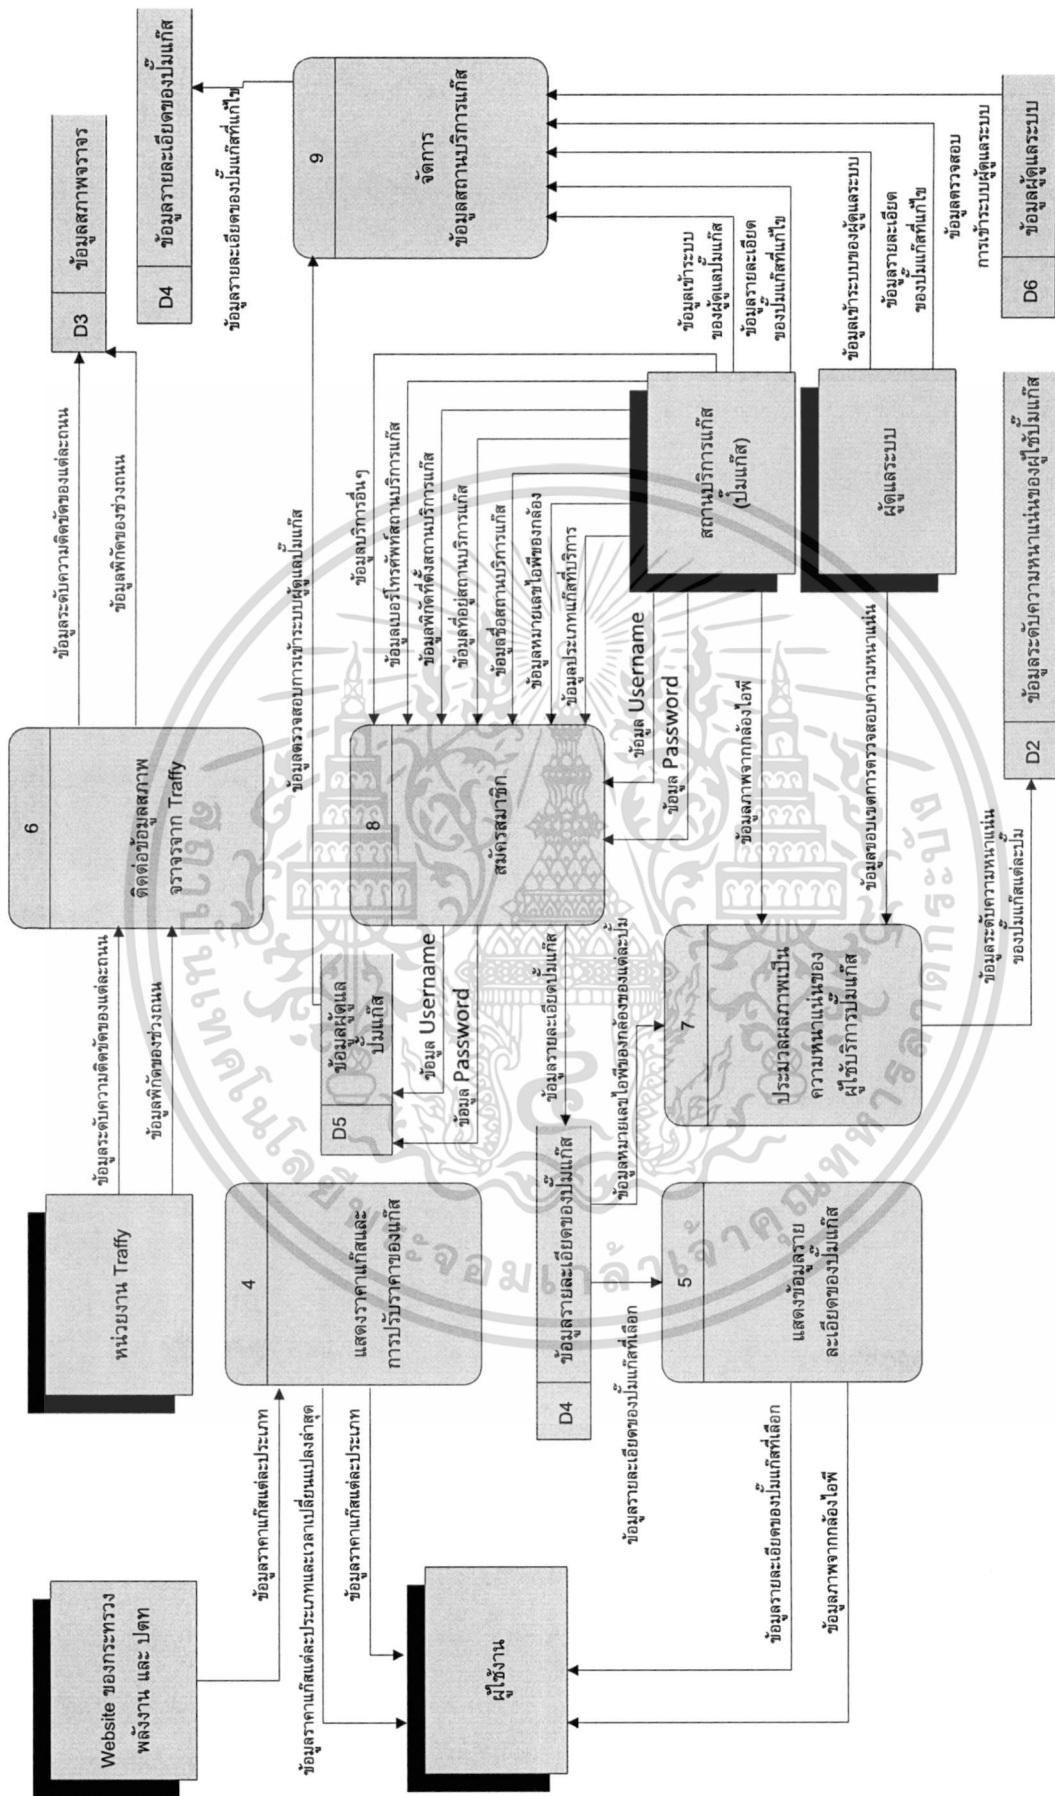 Website ของกระทรวง
พลังงาน และ ปตท
ข้อมูลราคาแก๊สแต่ละประเภท
ข้อมูลราคาแก๊สแต่ละประเภทและเวลาเปลี่ยนแปลงล่าสุด
ข้อมูลราคาแก๊สแต่ละประเภท
ผู้ใช้งาน
ข้อมูลรายละเอียดของปั๊มแก๊สที่เลือก
ข้อมูลภาพจากกล้องไอพี
หน่วยงาน Traffy
ข้อมูลระดับความติดขัดของแต่ละถนน
ข้อมูลพิกัดของช่วงถนน
4
แสดงราคาแก๊สและ
การปรับราคาของแก๊ส
D4
ข้อมูลรายละเอียดของปั๊มแก๊ส
ข้อมูลรายละเอียดของปั๊มแก๊สที่เลือก
ข้อมูลหมายเลขไอพีของกล้องของแต่ละปั๊ม
5
แสดงข้อมูลราย
ละเอียดของปั๊มแก๊ส
6
ติดต่อข้อมูลสภาพ
จราจรจาก Traffy
ข้อมูลระดับความติดขัดของแต่ละถนน
ข้อมูลพิกัดของช่วงถนน
D3
ข้อมูลสภาพจราจร
D5
ข้อมูลผู้ดูแล
ปั๊มแก๊ส
ข้อมูล Username
ข้อมูล Password
ข้อมูลรายละเอียดปั๊มแก๊ส
ข้อมูลตรวจสอบการเข้าระบบผู้ดูแลปั๊มแก๊ส
8
สมัครสมาชิก
ข้อมูลบริการอื่นๆ
ข้อมูลเบอร์โทรศัพท์สถานบริการแก๊ส
ข้อมูลพิกัดที่ตั้งสถานบริการแก๊ส
ข้อมูลที่อยู่สถานบริการแก๊ส
ข้อมูลชื่อสถานบริการแก๊ส
ข้อมูลหมายเลขไอพีของกล้อง
ข้อมูลประเภทแก๊สที่บริการ
ข้อมูล Username
ข้อมูล Password
7
ประมวลผลภาพเป็น
ความหนาแน่นของ
ผู้ใช้บริการปั๊มแก๊ส
ข้อมูลภาพจากกล้องไอพี
ข้อมูลขอบเขตการตรวจสอบความหนาแน่น
ข้อมูลระดับความหนาแน่น
ของปั๊มแก๊สแต่ละปั๊ม
D2
ข้อมูลระดับความหนาแน่นของผู้ใช้ปั๊มแก๊ส
สถานบริการแก๊ส
(ปั๊มแก๊ส)
ผู้ดูแลระบบ
ข้อมูลเข้าระบบ
ของผู้ดูแลปั๊มแก๊ส
ข้อมูลรายละเอียด
ของปั๊มแก๊สที่แก้ไข
ข้อมูลเข้าระบบของผู้ดูแลระบบ
ข้อมูลรายละเอียด
ของปั๊มแก๊สที่แก้ไข
ข้อมูลตรวจสอบ
การเข้าระบบผู้ดูแลระบบ
D6
ข้อมูลผู้ดูแลระบบ
9
จัดการ
ข้อมูลสถานบริการแก๊ส
ข้อมูลรายละเอียดของปั๊มแก๊สที่แก้ไข
D4
ข้อมูลรายละเอียดของปั๊มแก๊ส